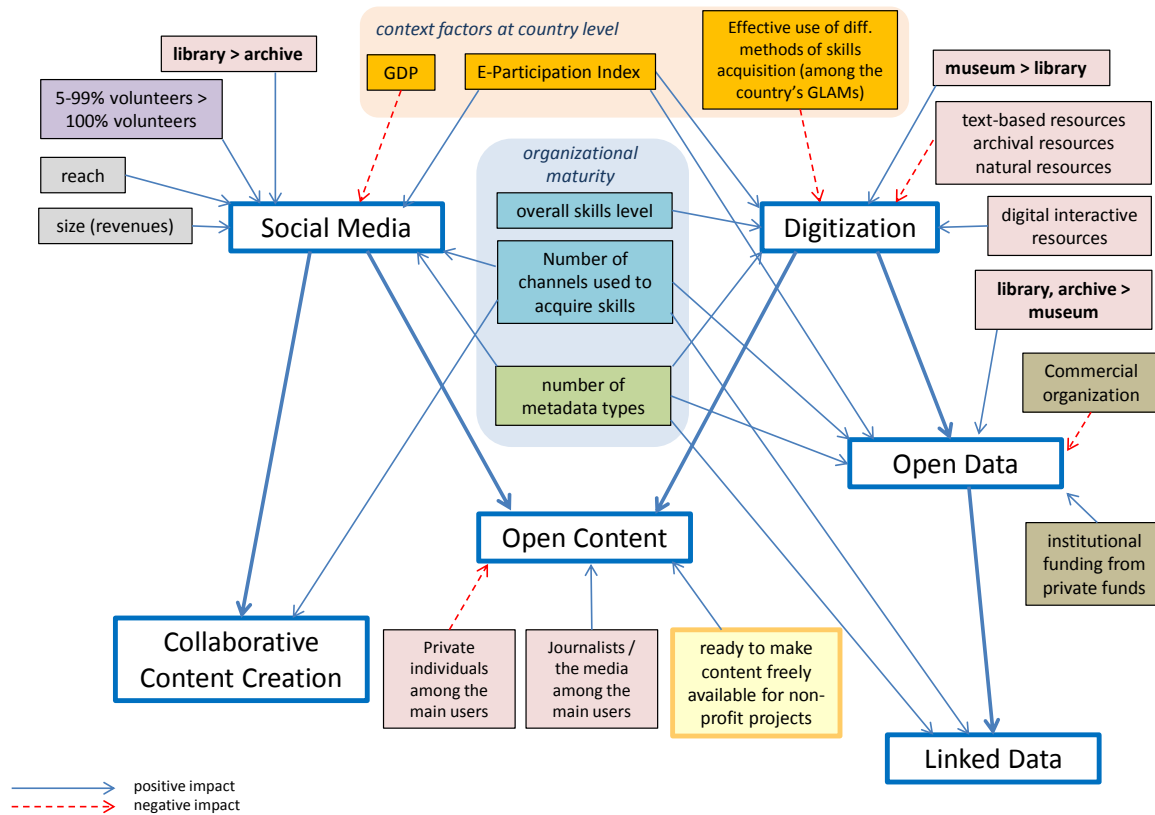 context factors at country level
library > archive
GDP
E-Participation Index
Effective use of diff.
methods of skills
acquisition (among the
country's GLAMs)
museum > library
5-99% volunteers >
100% volunteers
text-based resources
archival resources
natural resources
reach
organizational
maturity
size (revenues)
Social Media
overall skills level
Digitization
digital interactive
resources
Number of
channels used to
acquire skills
library, archive >
museum
number of
metadata types
Commercial
organization
Open Data
Open Content
institutional
funding from
private funds
Collaborative
Content Creation
Private
individuals
among the
main users
Journalists /
the media
among the
main users
ready to make
content freely
available for non-
profit projects
Linked Data
positive impact
negative impact